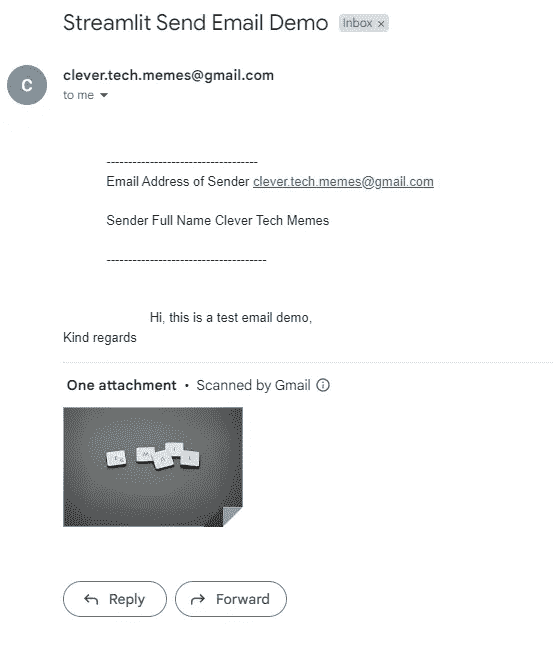 Streamlit Send Email Demo Inbox ×
C
clever.tech.memes@gmail.com
to me
-----------------------------------
Email Address of Sender clever.tech.memes@gmail.com
Sender Full Name Clever Tech Memes
-------------------------------------
Hi, this is a test email demo,
Kind regards
One attachment • Scanned by Gmail
E M A I L
Reply Forward